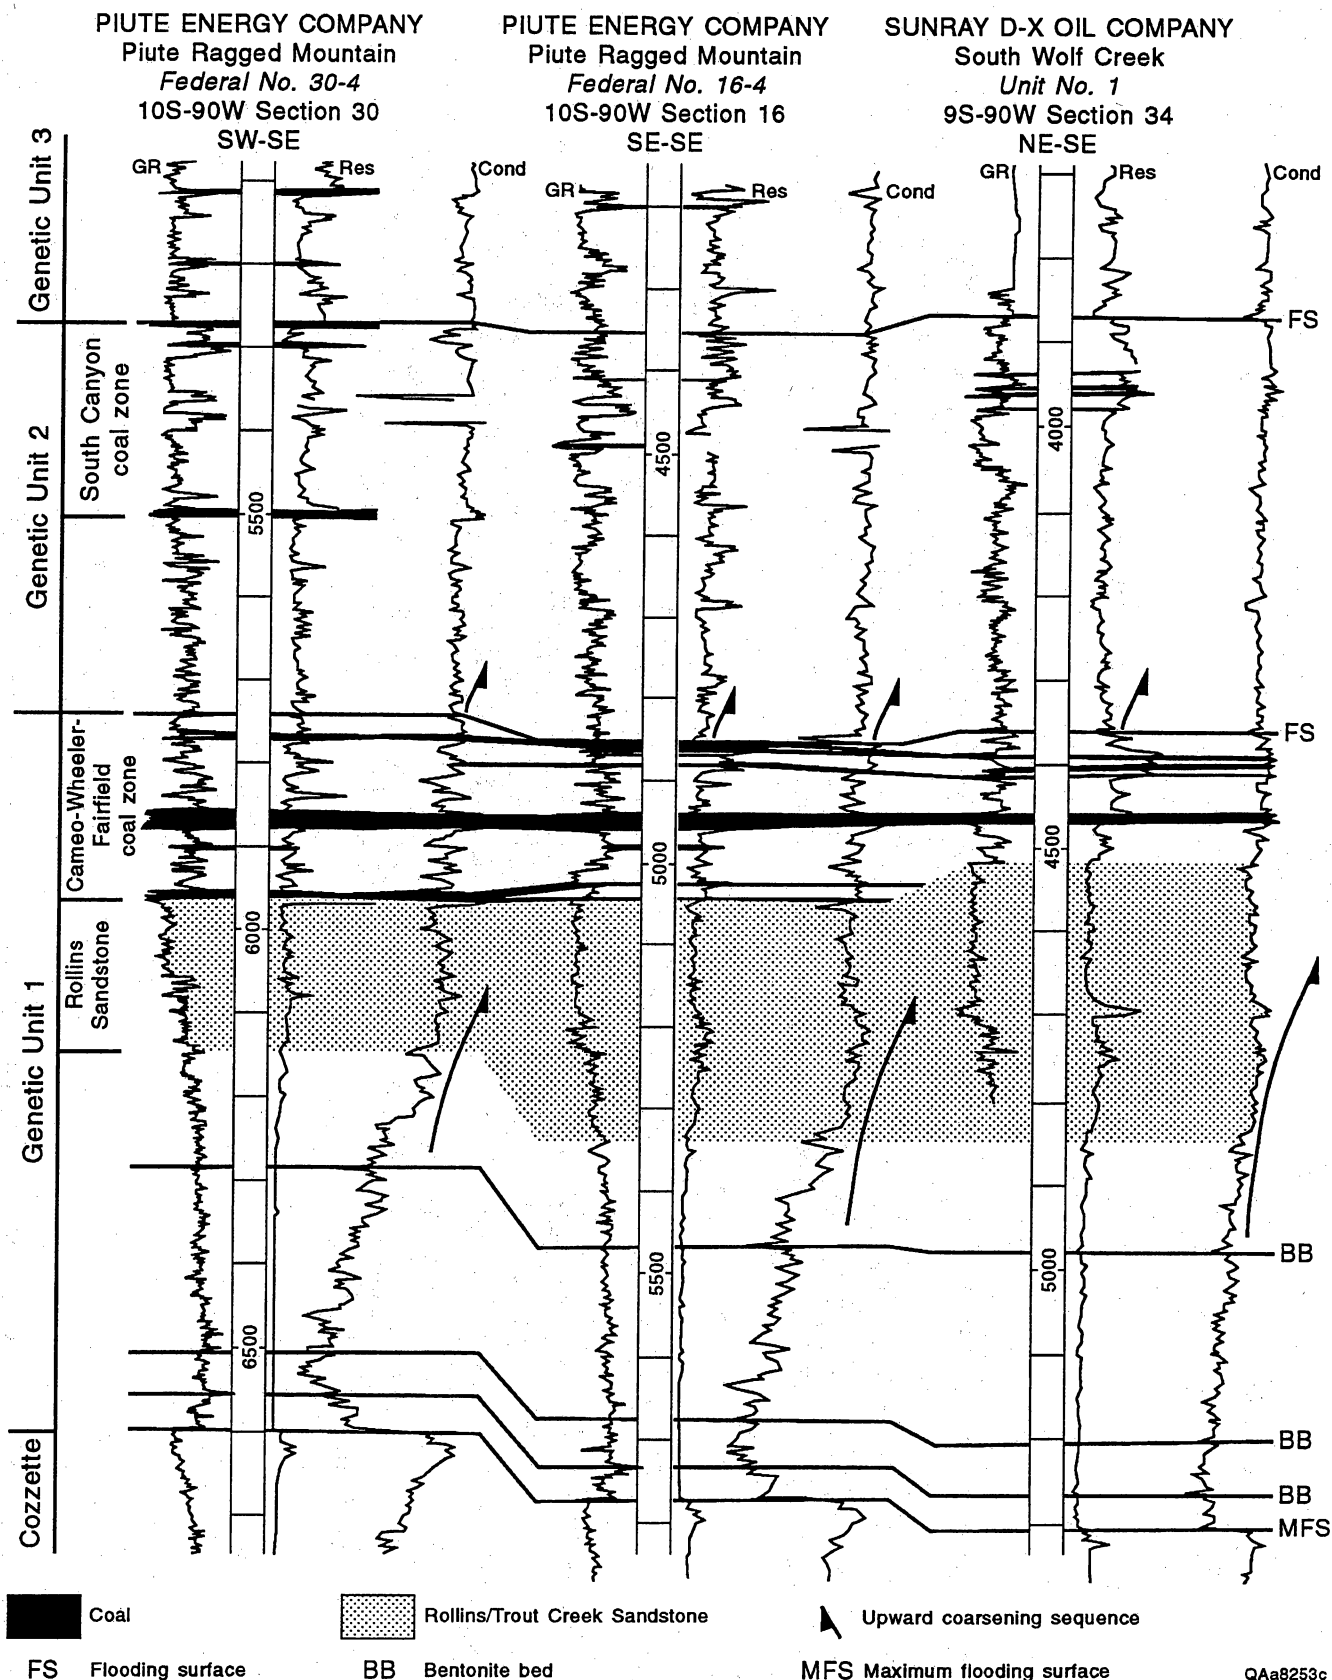 PIUTE ENERGY COMPANY
Piute Ragged Mountain
Federal No. 30-4
10S-90W Section 30
SW-SE
PIUTE ENERGY COMPANY
Piute Ragged Mountain
Federal No. 16-4
10S-90W Section 16
SE-SE
SUNRAY D-X OIL COMPANY
South Wolf Creek
Unit No. 1
9S-90W Section 34
NE-SE
GR
Res
Cond
GR
Res
Cond
GR
Res
Cond
Genetic Unit 3
Genetic Unit 2
Genetic Unit 1
Cozzette
South Canyon
coal zone
Cameo-Wheeler-
Fairfield
coal zone
Rollins
Sandstone
5500
6000
6500
4500
5000
5500
4000
4500
5000
FS
FS
BB
BB
BB
MFS
Coal
Rollins/Trout Creek Sandstone
Upward coarsening sequence
FS Flooding surface
BB Bentonite bed
MFS Maximum flooding surface
QAa8253c